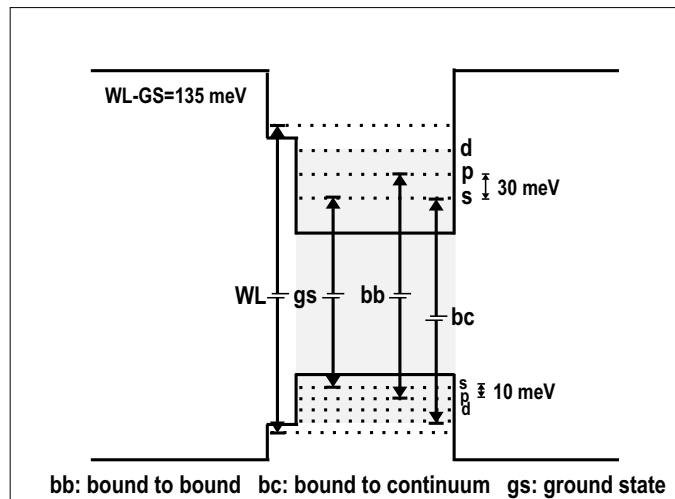 WL-GS=135 meV
d
p
s
30 meV
WL gs bb bc
s
p
d
10 meV
bb: bound to bound bc: bound to continuum gs: ground state